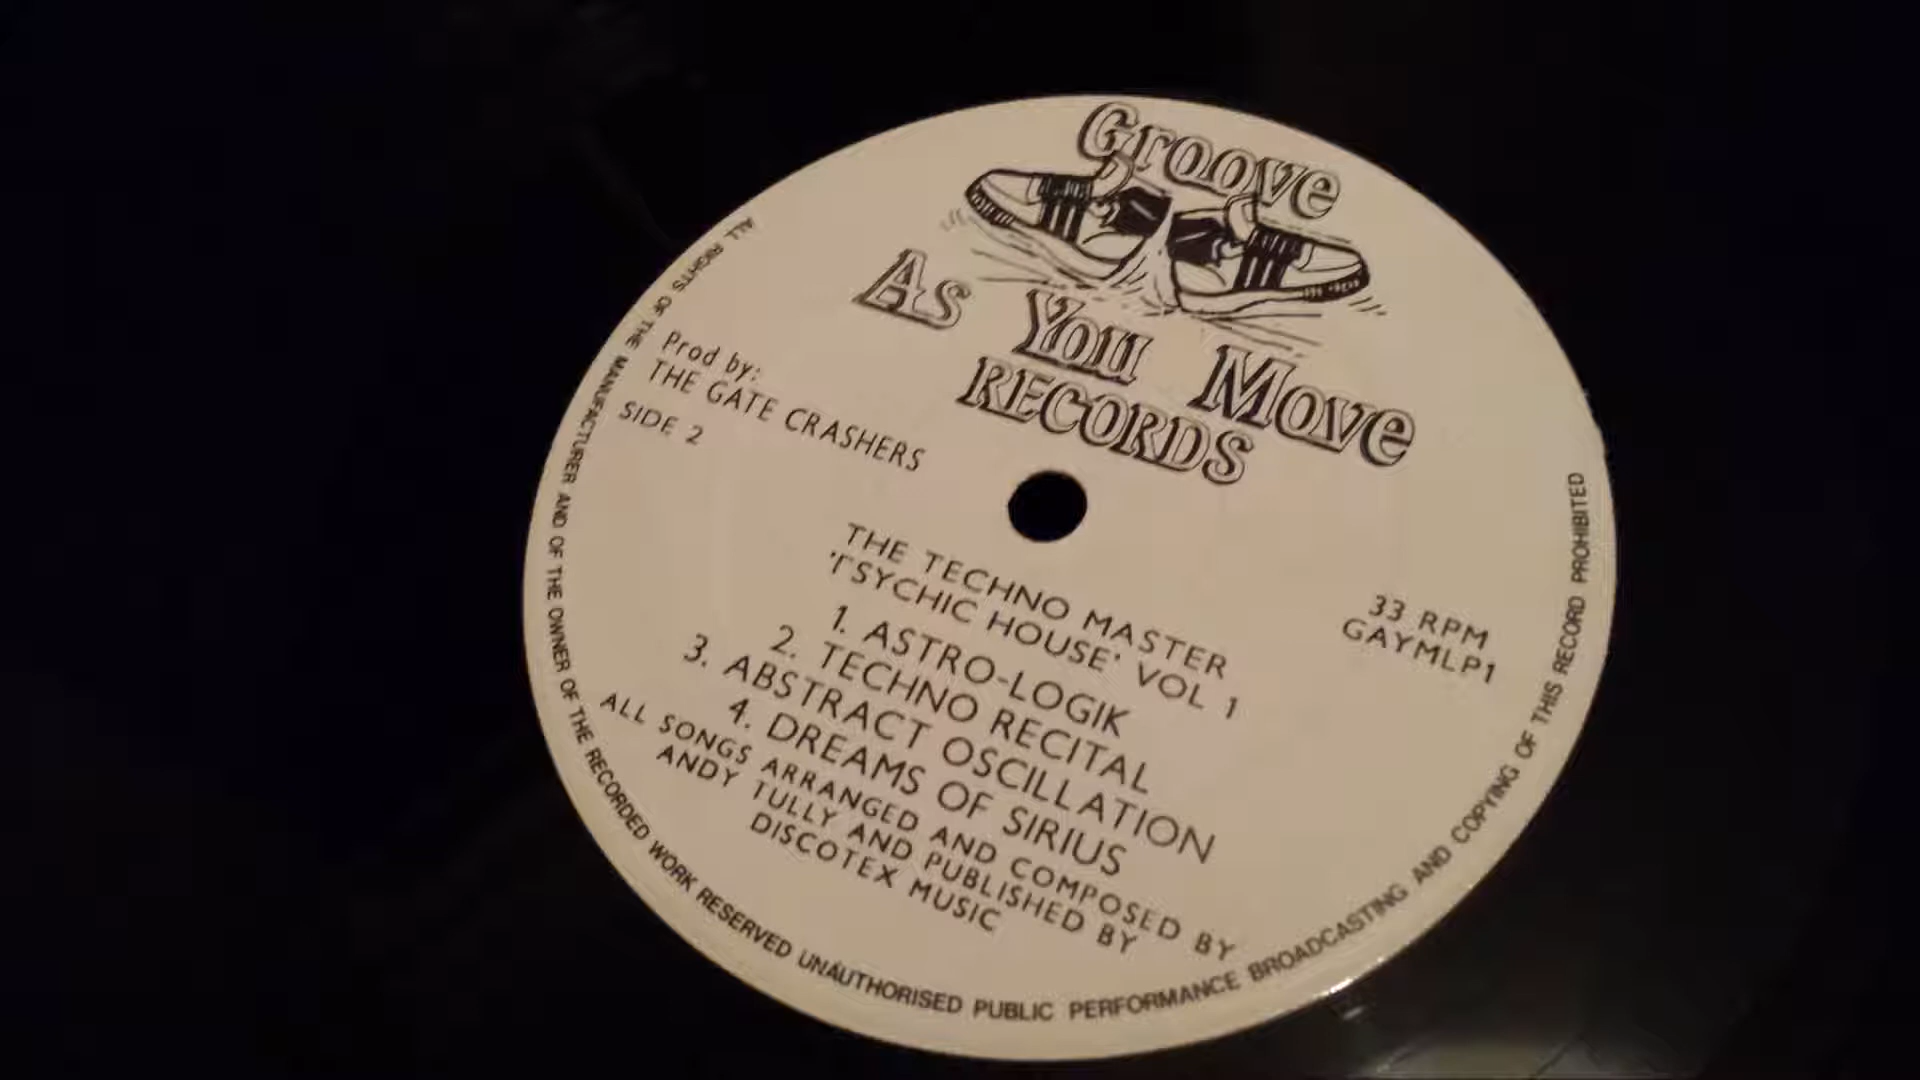 Groove
As You Move
RECORDS
Prod by:
THE GATE CRASHERS
SIDE 2
THE TECHNO MASTER
'PSYCHIC HOUSE' VOL 1
33 RPM
GAYMLP1
1. ASTRO-LOGIK
2. TECHNO RECITAL
3. ABSTRACT OSCILLATION
4. DREAMS OF SIRIUS
ALL SONGS ARRANGED AND COMPOSED BY
ANDY TULLY AND PUBLISHED BY
DISCOTEX MUSIC
ALL RIGHTS OF THE MANUFACTURER AND OF THE OWNER OF THE RECORDED WORK RESERVED UNAUTHORISED PUBLIC PERFORMANCE BROADCASTING AND COPYING OF THIS RECORD PROHIBITED